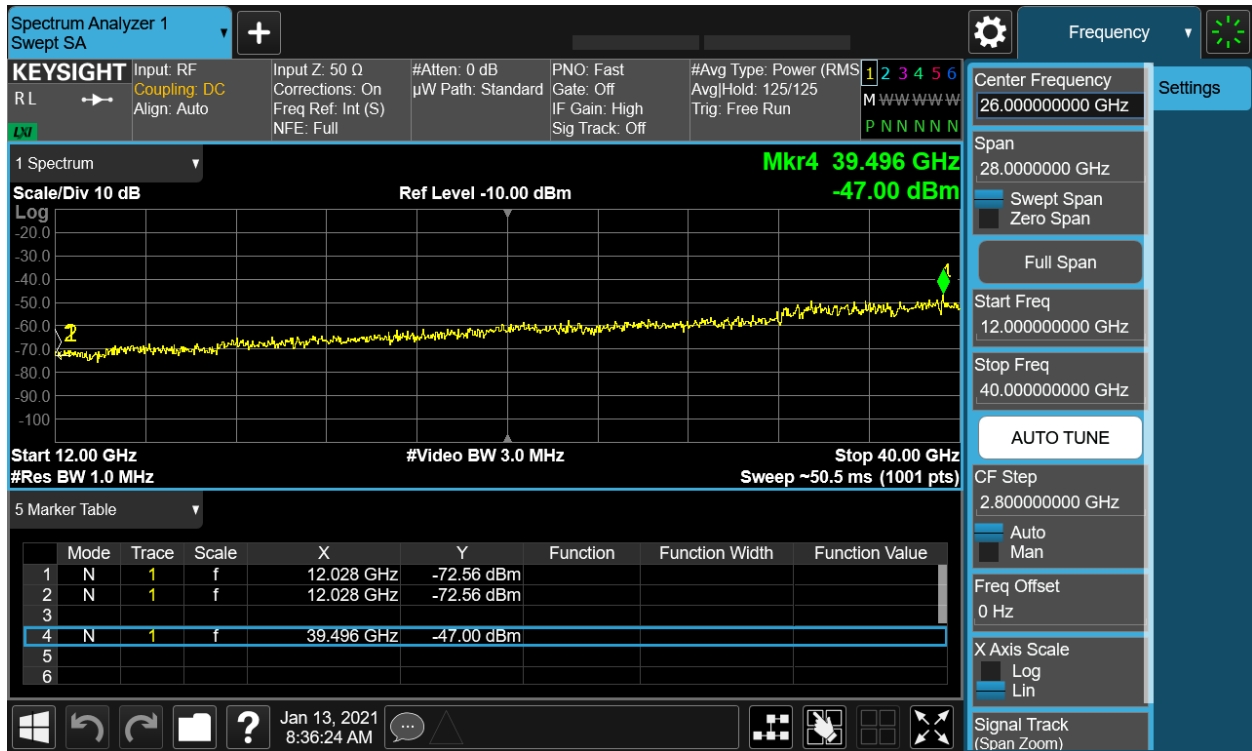 Spectrum Analyzer 1
Swept SA
Frequency
KEYSIGHT
RL
LXI
Input: RF
Coupling: DC
Align: Auto
Input Z: 50 Ω
Corrections: On
Freq Ref: Int (S)
NFE: Full
#Atten: 0 dB
µW Path: Standard
PNO: Fast
Gate: Off
IF Gain: High
Sig Track: Off
#Avg Type: Power (RMS
Avg|Hold: 125/125
Trig: Free Run
1 2 3 4 5 6
M W W W W W
P N N N N N
1 Spectrum
Mkr4 39.496 GHz
-47.00 dBm
Scale/Div 10 dB
Ref Level -10.00 dBm
Log
-20.0
-30.0
-40.0
-50.0
-60.0
-70.0
-80.0
-90.0
-100
2
4
Start 12.00 GHz
#Video BW 3.0 MHz
Stop 40.00 GHz
#Res BW 1.0 MHz
Sweep ~50.5 ms (1001 pts)
5 Marker Table
Mode Trace Scale X Y Function Function Width Function Value
1 N 1 f 12.028 GHz -72.56 dBm
2 N 1 f 12.028 GHz -72.56 dBm
3
4 N 1 f 39.496 GHz -47.00 dBm
5
6
?
Jan 13, 2021
8:36:24 AM
Center Frequency
26.000000000 GHz
Span
28.0000000 GHz
Swept Span
Zero Span
Full Span
Start Freq
12.000000000 GHz
Stop Freq
40.000000000 GHz
AUTO TUNE
CF Step
2.800000000 GHz
Auto
Man
Freq Offset
0 Hz
X Axis Scale
Log
Lin
Signal Track
(Span Zoom)
Settings